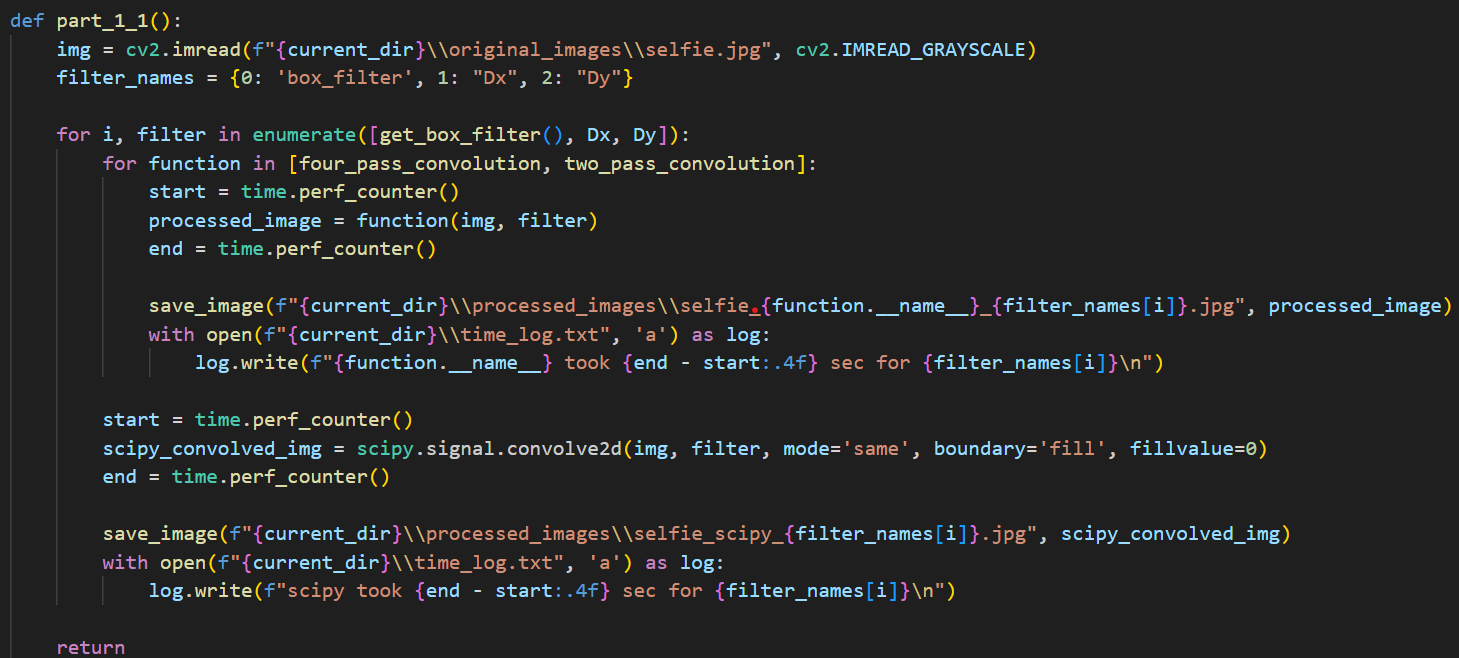 def part_1_1():
    img = cv2.imread(f"{current_dir}\\original_images\\selfie.jpg", cv2.IMREAD_GRAYSCALE)
    filter_names = {0: 'box_filter', 1: "Dx", 2: "Dy"}

    for i, filter in enumerate([get_box_filter(), Dx, Dy]):
        for function in [four_pass_convolution, two_pass_convolution]:
            start = time.perf_counter()
            processed_image = function(img, filter)
            end = time.perf_counter()

            save_image(f"{current_dir}\\processed_images\\selfie_{function.__name__}_{filter_names[i]}.jpg", processed_image)
            with open(f"{current_dir}\\time_log.txt", 'a') as log:
                log.write(f"{function.__name__} took {end - start:.4f} sec for {filter_names[i]}\n")

        start = time.perf_counter()
        scipy_convolved_img = scipy.signal.convolve2d(img, filter, mode='same', boundary='fill', fillvalue=0)
        end = time.perf_counter()

        save_image(f"{current_dir}\\processed_images\\selfie_scipy_{filter_names[i]}.jpg", scipy_convolved_img)
        with open(f"{current_dir}\\time_log.txt", 'a') as log:
            log.write(f"scipy took {end - start:.4f} sec for {filter_names[i]}\n")

    return